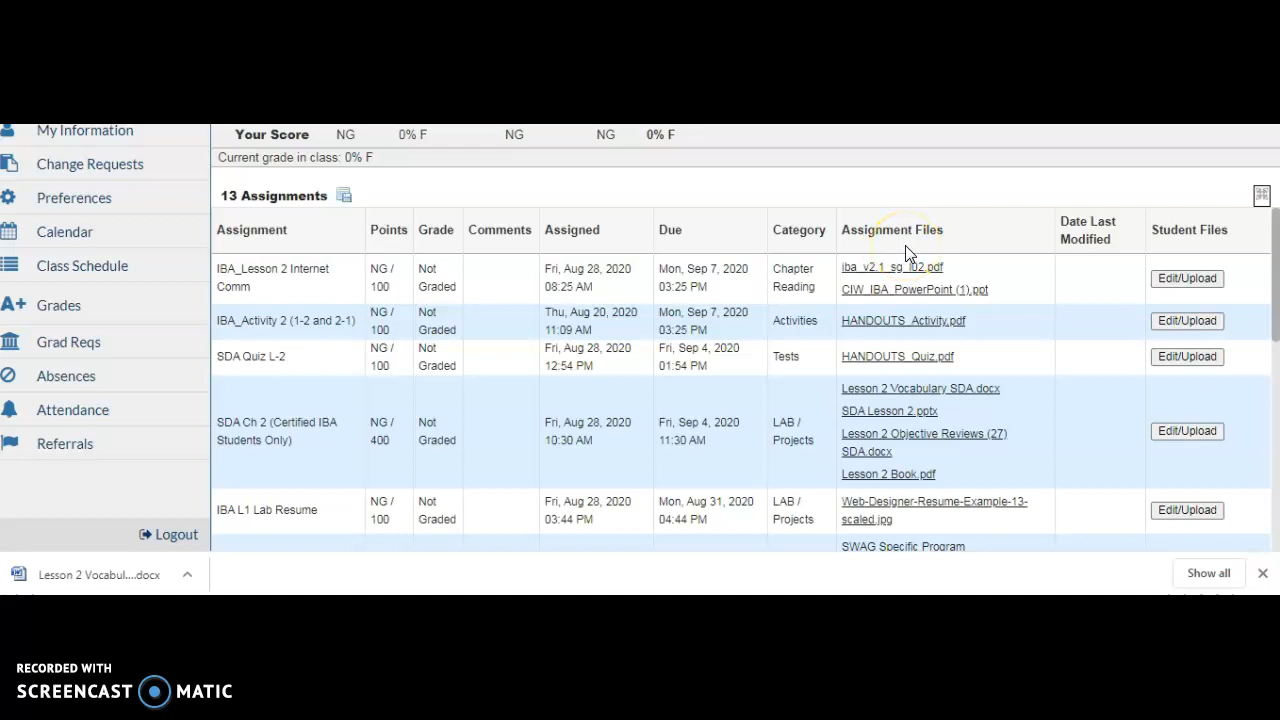 My Information
Change Requests
Preferences
Calendar
Class Schedule
A+ Grades
Grad Reqs
Absences
Attendance
Referrals
Logout
Your Score NG 0% F NG NG 0% F
Current grade in class: 0% F
13 Assignments
Assignment Points Grade Comments Assigned Due Category Assignment Files Date Last Modified Student Files
IBA_Lesson 2 Internet Comm
NG / 100
Not Graded
Fri, Aug 28, 2020 08:25 AM
Mon, Sep 7, 2020 03:25 PM
Chapter Reading
iba_v2.1_sg_l02.pdf
CIW_IBA_PowerPoint (1).ppt
Edit/Upload
IBA_Activity 2 (1-2 and 2-1)
NG / 100
Not Graded
Thu, Aug 20, 2020 11:09 AM
Mon, Sep 7, 2020 03:25 PM
Activities
HANDOUTS_Activity.pdf
Edit/Upload
SDA Quiz L-2
NG / 100
Not Graded
Fri, Aug 28, 2020 12:54 PM
Fri, Sep 4, 2020 01:54 PM
Tests
HANDOUTS_Quiz.pdf
Edit/Upload
SDA Ch 2 (Certified IBA Students Only)
NG / 400
Not Graded
Fri, Aug 28, 2020 10:30 AM
Fri, Sep 4, 2020 11:30 AM
LAB / Projects
Lesson 2 Vocabulary SDA.docx
SDA Lesson 2.pptx
Lesson 2 Objective Reviews (27) SDA.docx
Lesson 2 Book.pdf
Edit/Upload
IBA L1 Lab Resume
NG / 100
Not Graded
Fri, Aug 28, 2020 03:44 PM
Mon, Aug 31, 2020 04:44 PM
LAB / Projects
Web-Designer-Resume-Example-13-scaled.jpg
Edit/Upload
SWAG Specific Program
Lesson 2 Vocabul....docx
Show all
RECORDED WITH
SCREENCAST MATIC